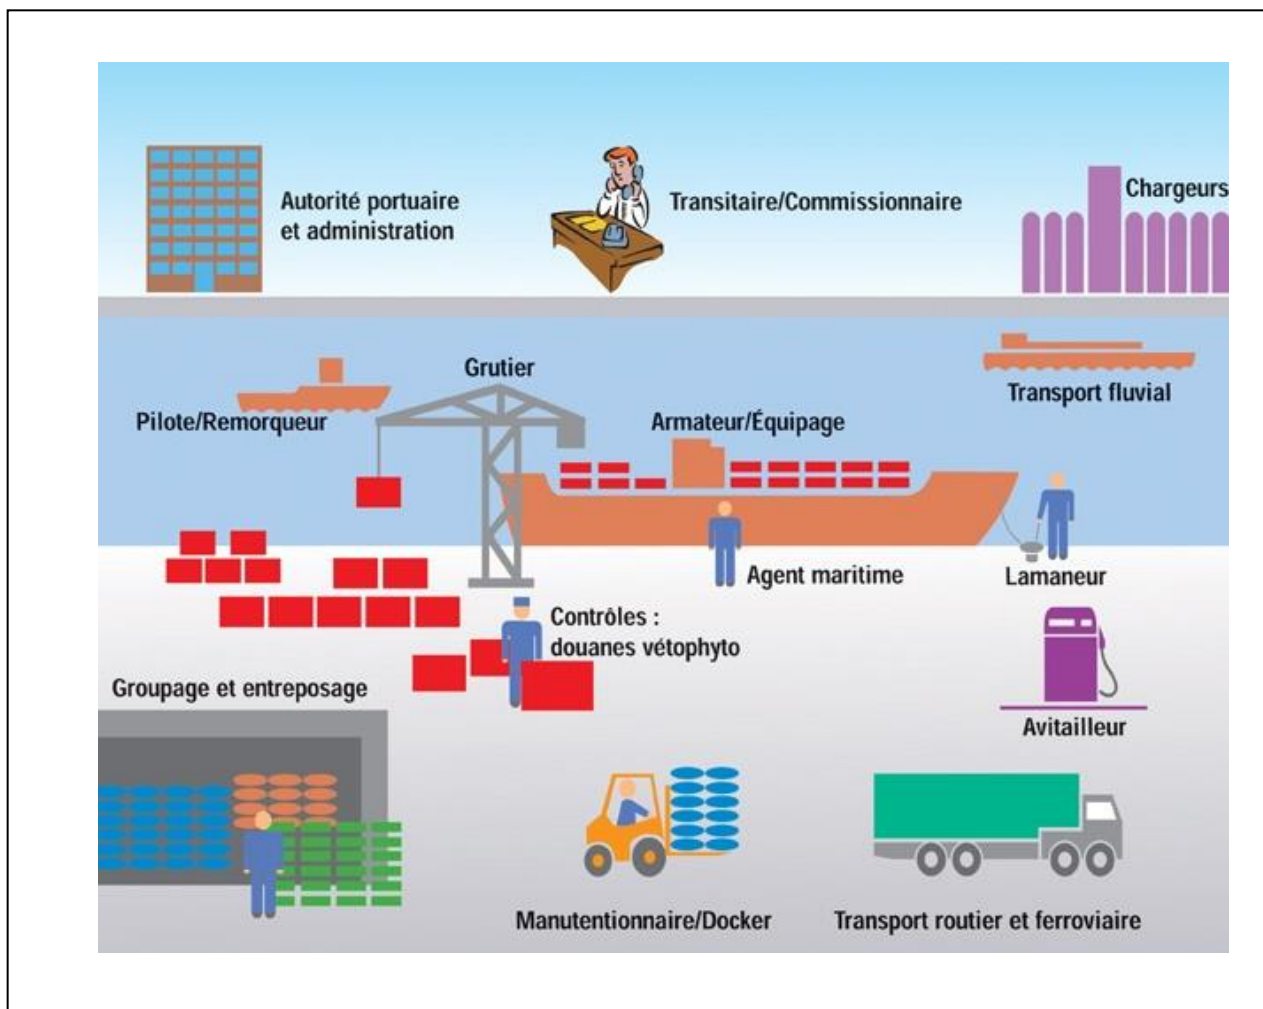 Autorité portuaire
et administration
Transitaire/Commissionnaire
Chargeurs
Grutier
Pilote/Remorqueur
Armateur/Équipage
Transport fluvial
Agent maritime
Lamaneur
Contrôles :
douanes vétophyto
Groupage et entreposage
Avitailleur
Manutentionnaire/Docker
Transport routier et ferroviaire